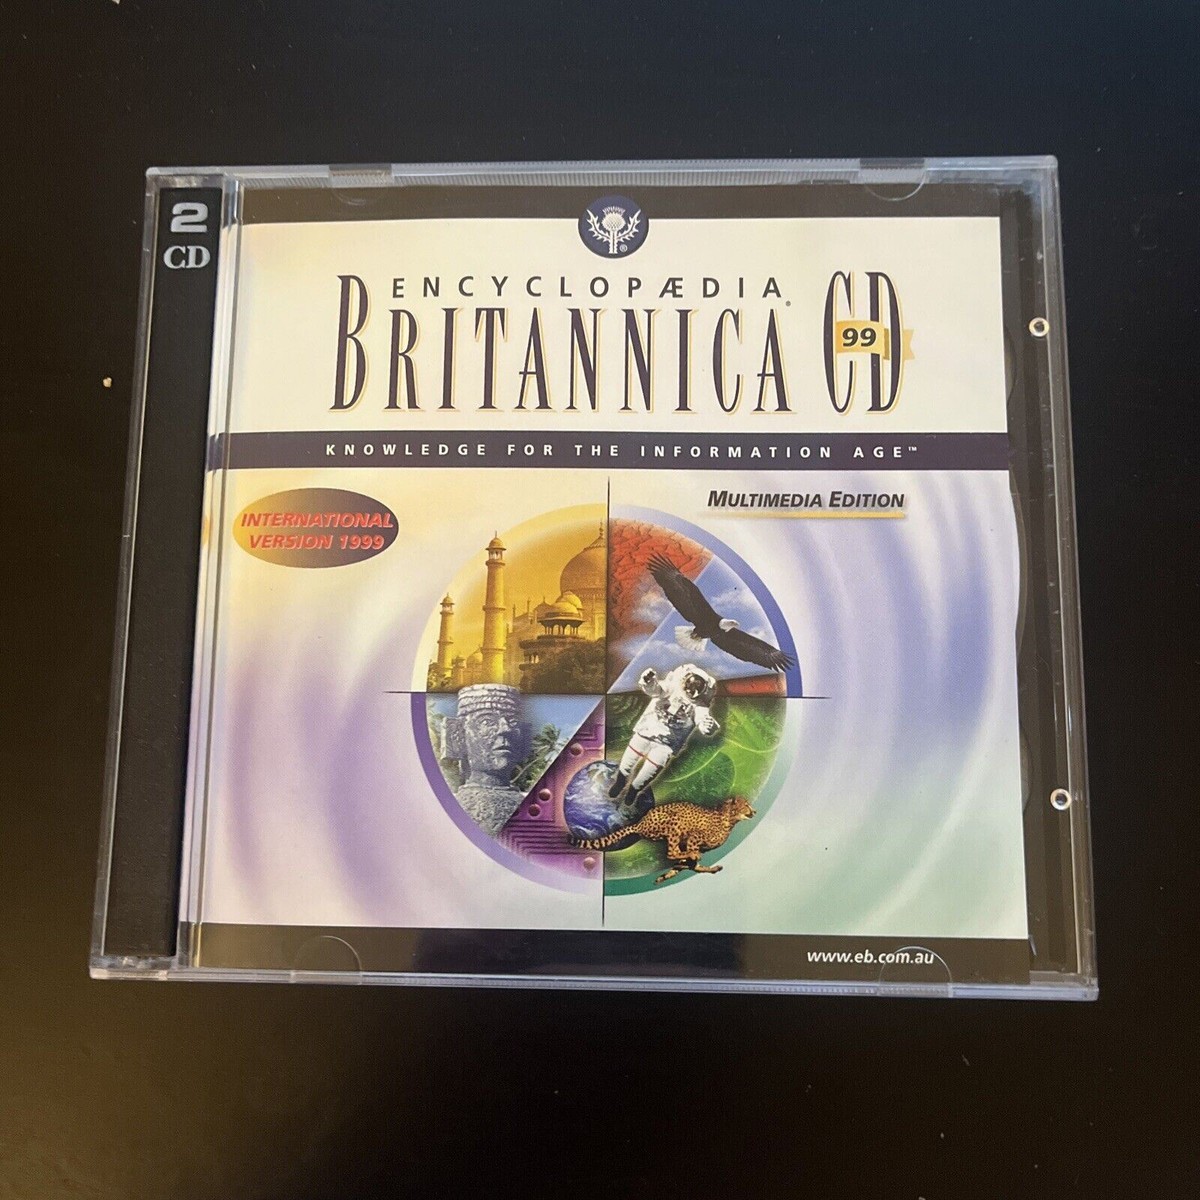 2
CD
®
ENCYCLOPÆDIA
BRITANNICA® CD
99
KNOWLEDGE FOR THE INFORMATION AGE™
INTERNATIONAL
VERSION 1999
MULTIMEDIA EDITION
www.eb.com.au